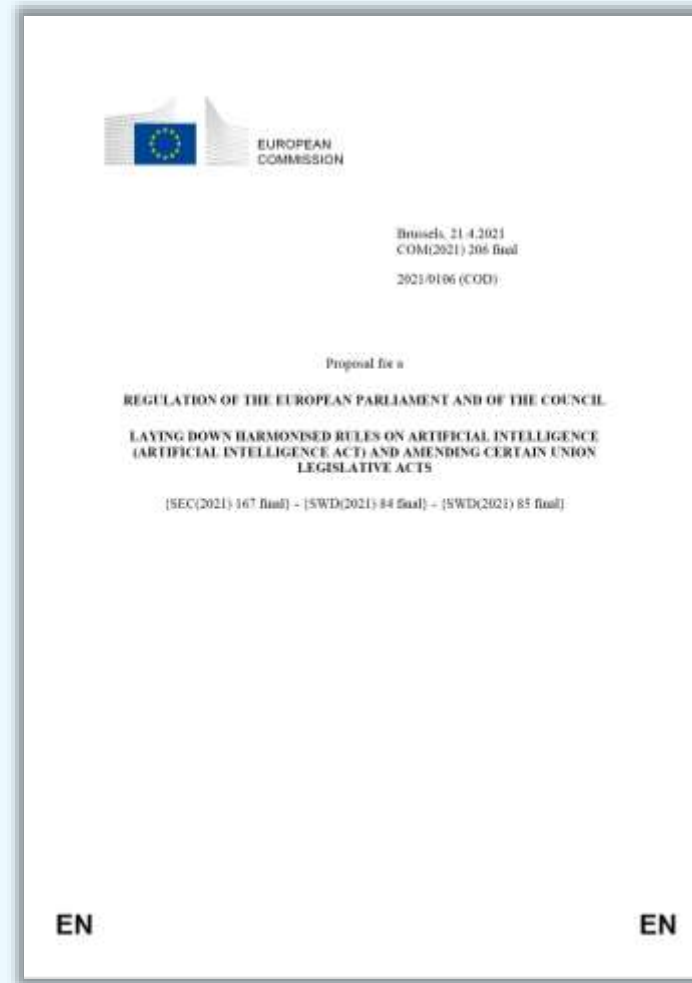 EUROPEAN
COMMISSION
Brussels, 21.4.2021
COM(2021) 206 final
2021/0106 (COD)
Proposal for a
REGULATION OF THE EUROPEAN PARLIAMENT AND OF THE COUNCIL
LAYING DOWN HARMONISED RULES ON ARTIFICIAL INTELLIGENCE
(ARTIFICIAL INTELLIGENCE ACT) AND AMENDING CERTAIN UNION
LEGISLATIVE ACTS
{SEC(2021) 167 final} - {SWD(2021) 84 final} - {SWD(2021) 85 final}
EN EN